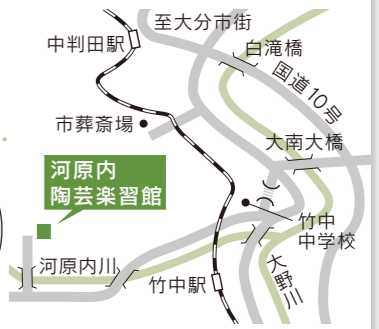 至大分市街
中判田駅
白滝橋
国道10号
市葬斎場
大南大橋
河原内
陶芸楽習館
竹中
中学校
大野川
河原内川
竹中駅